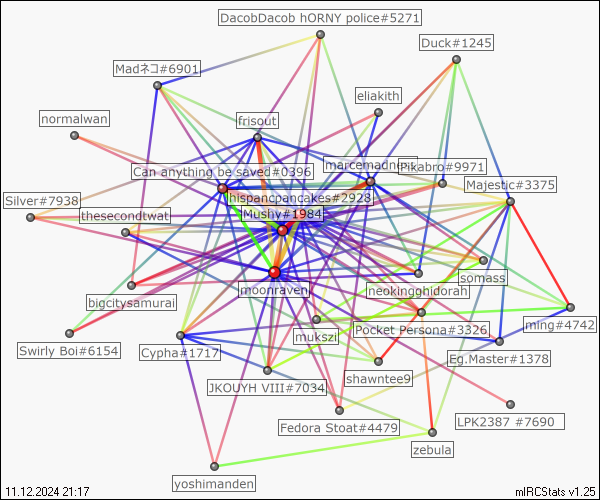 DacobDacob hORNY police#5271
Duck#1245
Madネコ#6901
eliakith
normalwan
frisout
marcemadne
Pikabro#9971
Can anything be saved#0396
Majestic#3375
hispancpancakes#2928
Silver#7938
thesecondtwat
Mushy#1984
somass
neokingghidorah
moonraven
bigcitysamurai
mukszi
Pocket Persona#3326
ming#4742
Swirly Boi#6154
Cypha#1717
Eg.Master#1378
shawntee9
JKOUYH VIII#7034
Fedora Stoat#4479
LPK2387 #7690
zebula
yoshimanden
11.12.2024 21:17
mIRCStats v1.25